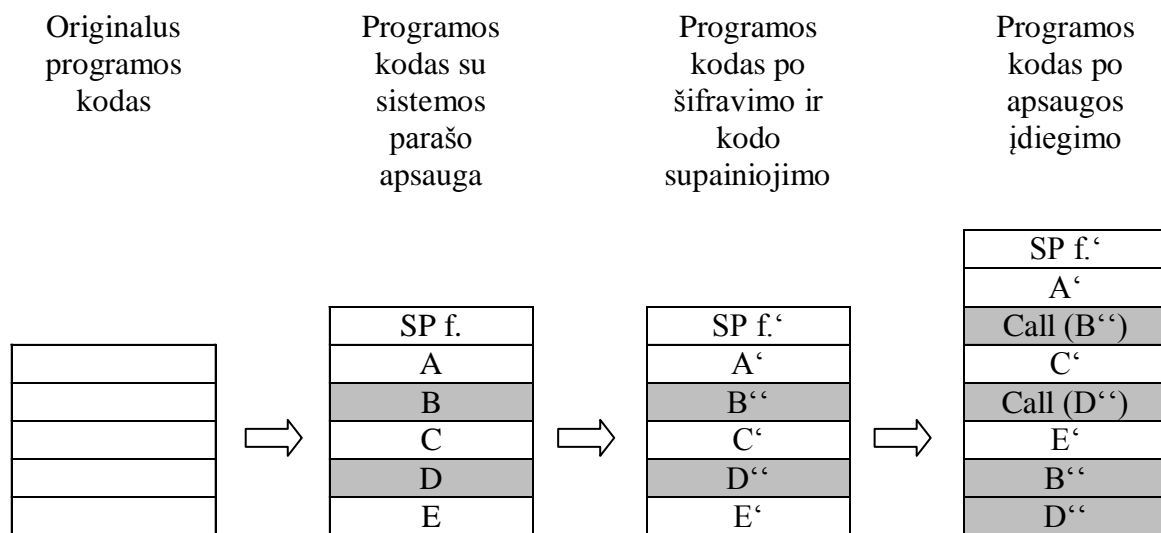 Originalus
programos
kodas
Programos
kodas su
sistemos
parašo
apsauga
Programos
kodas po
šifravimo ir
kodo
supainiojimo
Programos
kodas po
apsaugos
įdiegimo
SP f.
A
B
C
D
E
SP f.‘
A‘
B‘‘
C‘
D‘‘
E‘
SP f.‘
A‘
Call (B‘‘)
C‘
Call (D‘‘)
E‘
B‘‘
D‘‘